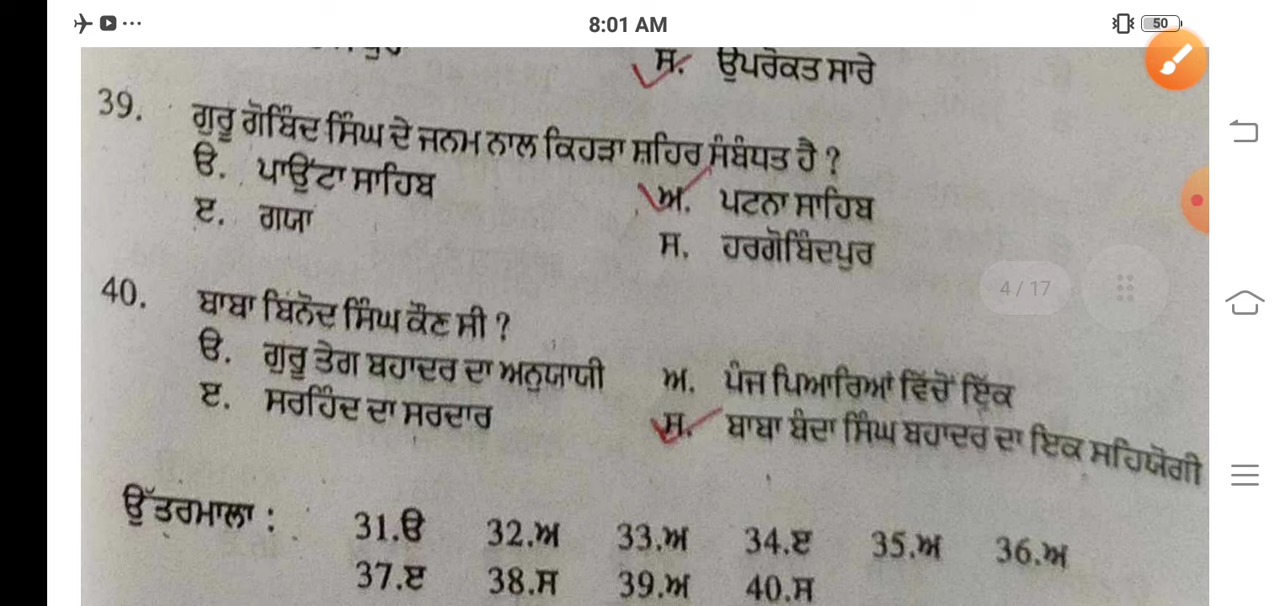 8:01 AM
50
ਸ. ਉਪਰੋਕਤ ਸਾਰੇ
39. ਗੁਰੂ ਗੋਬਿੰਦ ਸਿੰਘ ਦੇ ਜਨਮ ਨਾਲ ਕਿਹੜਾ ਸ਼ਹਿਰ ਸੰਬੰਧਤ ਹੈ ?
ੳ. ਪਾਉਂਟਾ ਸਾਹਿਬ ਅ. ਪਟਨਾ ਸਾਹਿਬ
ੲ. ਗਯਾ ਸ. ਹਰਗੋਬਿੰਦਪੁਰ
4 / 17
40. ਬਾਬਾ ਬਿਨੋਦ ਸਿੰਘ ਕੌਣ ਸੀ ?
ੳ. ਗੁਰੂ ਤੇਗ ਬਹਾਦਰ ਦਾ ਅਨੁਯਾਯੀ ਅ. ਪੰਜ ਪਿਆਰਿਆਂ ਵਿੱਚੋਂ ਇੱਕ
ੲ. ਸਰਹਿੰਦ ਦਾ ਸਰਦਾਰ ਸ. ਬਾਬਾ ਬੰਦਾ ਸਿੰਘ ਬਹਾਦਰ ਦਾ ਇਕ ਸਹਿਯੋਗੀ
ਉੱਤਰਮਾਲਾ : 31.ੳ 32.ਅ 33.ਅ 34.ੲ 35.ਅ 36.ਅ
37.ੲ 38.ਸ 39.ਅ 40.ਸ